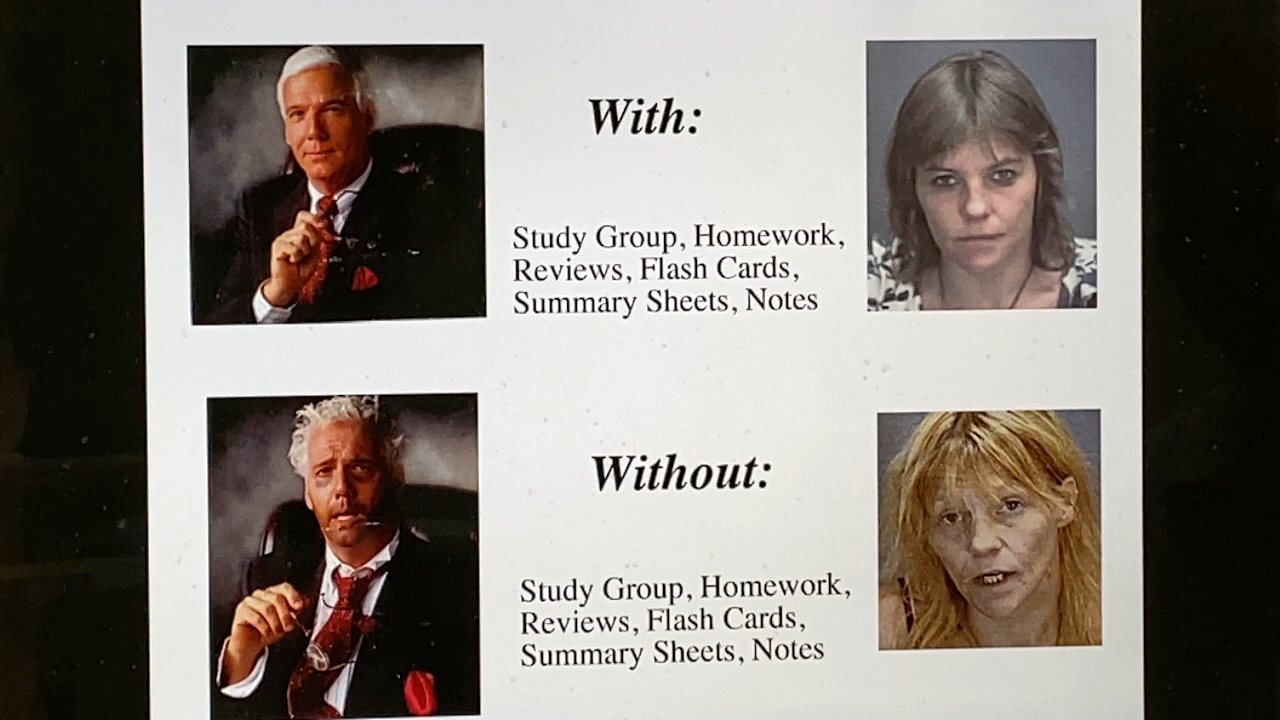 With:
Study Group, Homework,
Reviews, Flash Cards,
Summary Sheets, Notes
Without:
Study Group, Homework,
Reviews, Flash Cards,
Summary Sheets, Notes